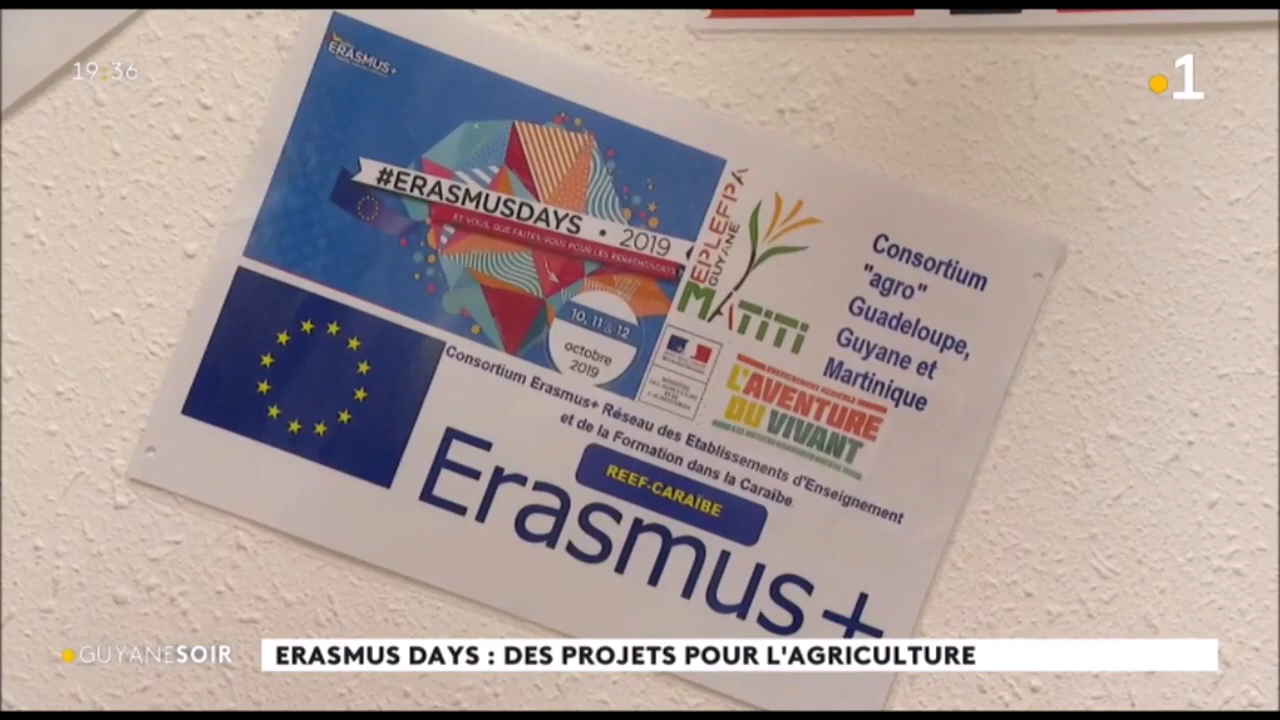 19:36
1
ERASMUS+
#ERASMUSDAYS • 2019
ET VOUS, QUE FAITES-VOUS POUR LES #ERASMUSDAYS
10, 11 & 12
octobre
2019
EPLEFPA
GUYANE
MATITI
Consortium
"agro"
Guadeloupe,
Guyane et
Martinique
L'AVENTURE
DU VIVANT
Consortium Erasmus+ Réseau des Etablissements d'Enseignement
et de la Formation dans la Caraïbe
REEF-CARAÏBE
Erasmus+
GUYANE SOIR
ERASMUS DAYS : DES PROJETS POUR L'AGRICULTURE